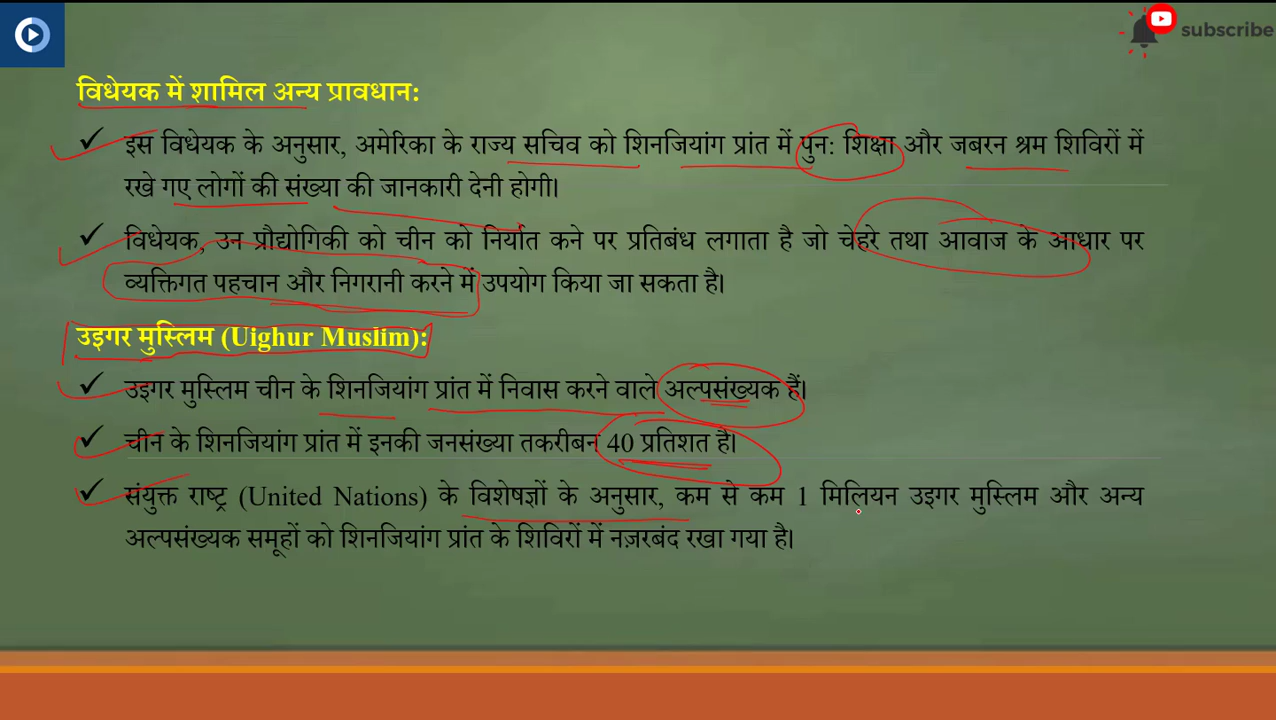 subscribe
विधेयक में शामिल अन्य प्रावधान:
इस विधेयक के अनुसार, अमेरिका के राज्य सचिव को शिनजियांग प्रांत में पुन: शिक्षा और जबरन श्रम शिविरों में
रखे गए लोगों की संख्या की जानकारी देनी होगी।
विधेयक, उन प्रौद्योगिकी को चीन को निर्यात कने पर प्रतिबंध लगाता है जो चेहरे तथा आवाज के आधार पर
व्यक्तिगत पहचान और निगरानी करने में उपयोग किया जा सकता है।
उइगर मुस्लिम (Uighur Muslim):
उइगर मुस्लिम चीन के शिनजियांग प्रांत में निवास करने वाले अल्पसंख्यक हैं।
चीन के शिनजियांग प्रांत में इनकी जनसंख्या तकरीबन 40 प्रतिशत है।
संयुक्त राष्ट्र (United Nations) के विशेषज्ञों के अनुसार, कम से कम 1 मिलियन उइगर मुस्लिम और अन्य
अल्पसंख्यक समूहों को शिनजियांग प्रांत के शिविरों में नज़रबंद रखा गया है।